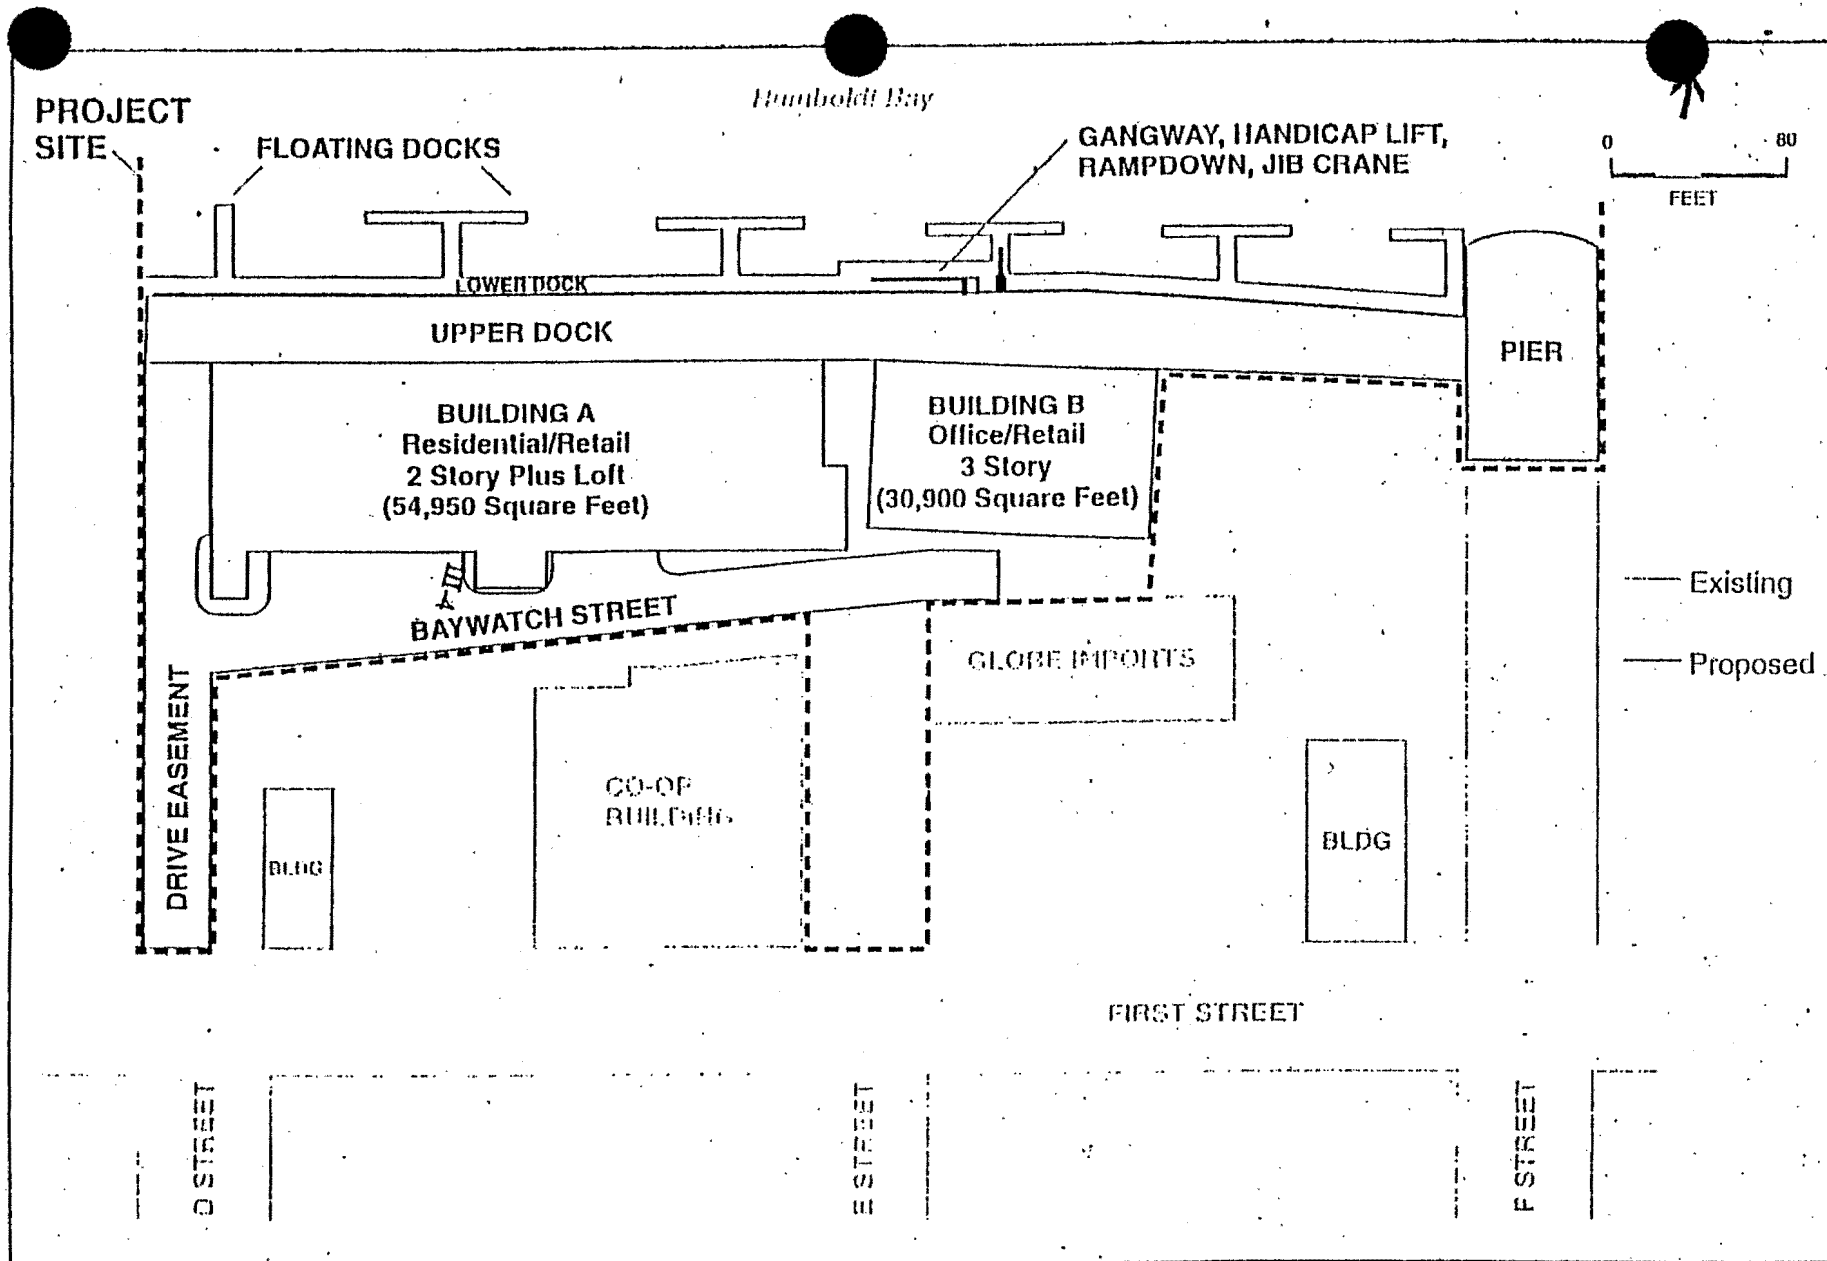 Humboldt Bay
PROJECT
SITE
FLOATING DOCKS
GANGWAY, HANDICAP LIFT,
RAMPDOWN, JIB CRANE
0 80
FEET
LOWER DOCK
UPPER DOCK
PIER
BUILDING A
Residential/Retail
2 Story Plus Loft
(54,950 Square Feet)
BUILDING B
Office/Retail
3 Story
(30,900 Square Feet)
Existing
Proposed
BAYWATCH STREET
GLOBE IMPORTS
DRIVE EASEMENT
BLDG
CO-OP
BUILDING
BLDG
FIRST STREET
D STREET
E STREET
F STREET